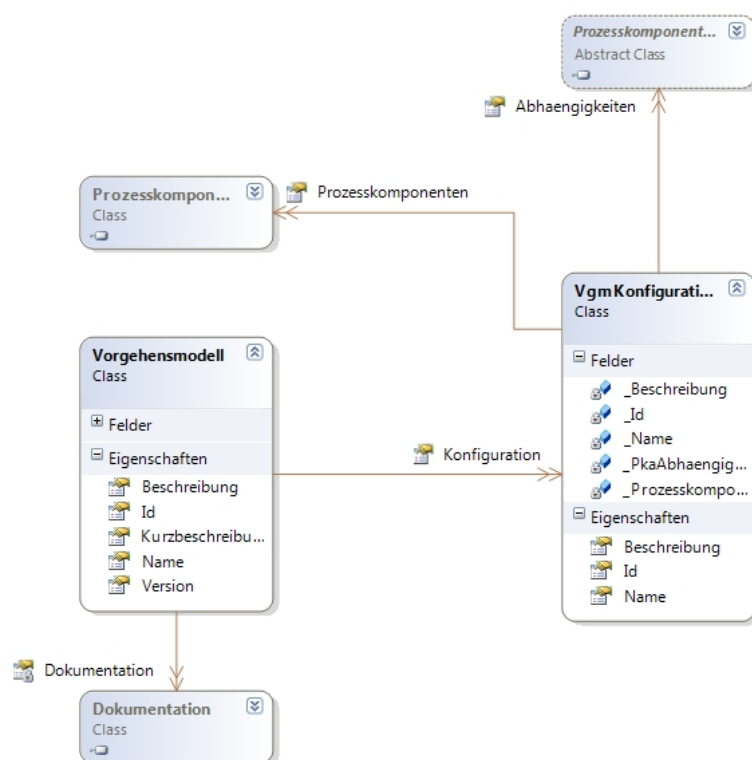 Prozesskomponent...
Abstract Class
Abhaengigkeiten
Prozesskompon...
Class
Prozesskomponenten
VgmKonfigurati...
Class
Felder
_Beschreibung
_Id
_Name
_PkaAbhaengig...
_Prozesskompo...
Eigenschaften
Beschreibung
Id
Name
Vorgehensmodell
Class
Felder
Eigenschaften
Beschreibung
Id
Kurzbeschreibu...
Name
Version
Konfiguration
Dokumentation
Dokumentation
Class